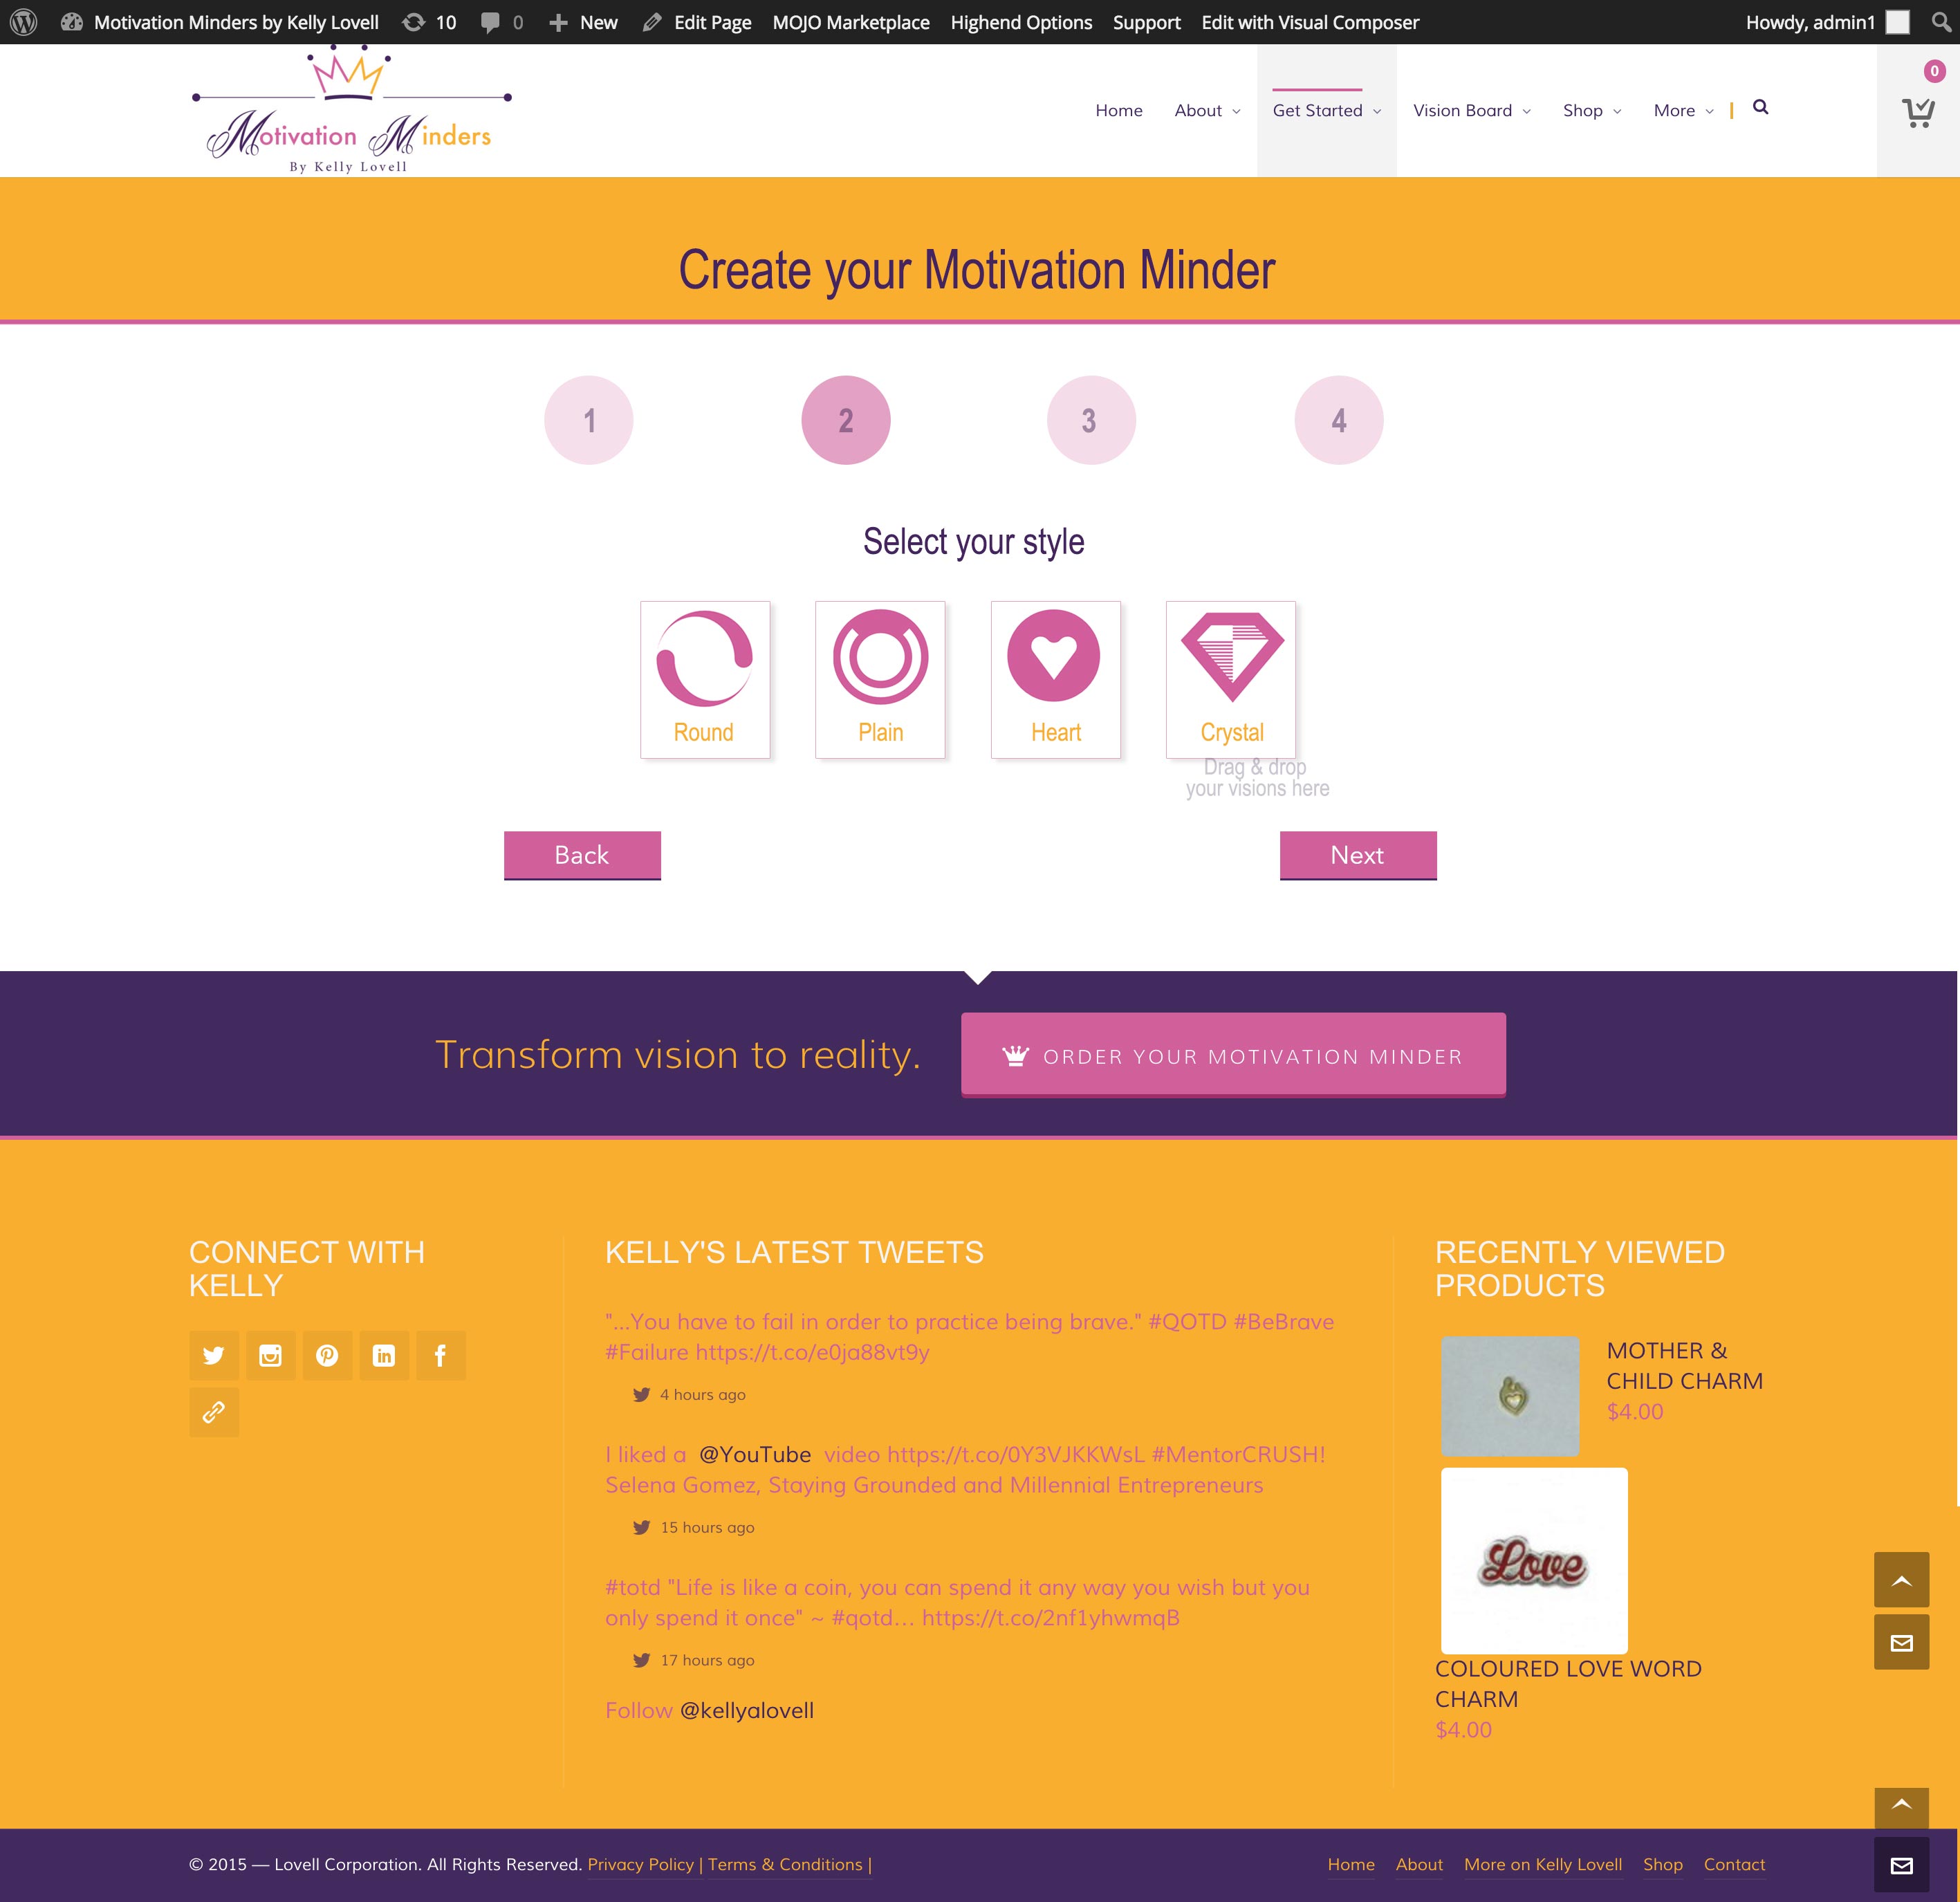 Motivation Minders by Kelly Lovell 10 0 New Edit Page MOJO Marketplace Highend Options Support Edit with Visual Composer Howdy, admin1
0
Motivation Minders
By Kelly Lovell
Home About Get Started Vision Board Shop More
Create your Motivation Minder
1 2 3 4
Select your style
Round Plain Heart Crystal
Drag & drop
your visions here
Back Next
Transform vision to reality. ORDER YOUR MOTIVATION MINDER
CONNECT WITH
KELLY
KELLY'S LATEST TWEETS
"...You have to fail in order to practice being brave." #QOTD #BeBrave
#Failure https://t.co/e0ja88vt9y
4 hours ago
I liked a @YouTube video https://t.co/0Y3VJKKWsL #MentorCRUSH!
Selena Gomez, Staying Grounded and Millennial Entrepreneurs
15 hours ago
#totd "Life is like a coin, you can spend it any way you wish but you
only spend it once" ~ #qotd… https://t.co/2nf1yhwmqB
17 hours ago
Follow @kellyalovell
RECENTLY VIEWED
PRODUCTS
MOTHER &
CHILD CHARM
$4.00
Love
COLOURED LOVE WORD
CHARM
$4.00
© 2015 — Lovell Corporation. All Rights Reserved. Privacy Policy | Terms & Conditions |
Home About More on Kelly Lovell Shop Contact